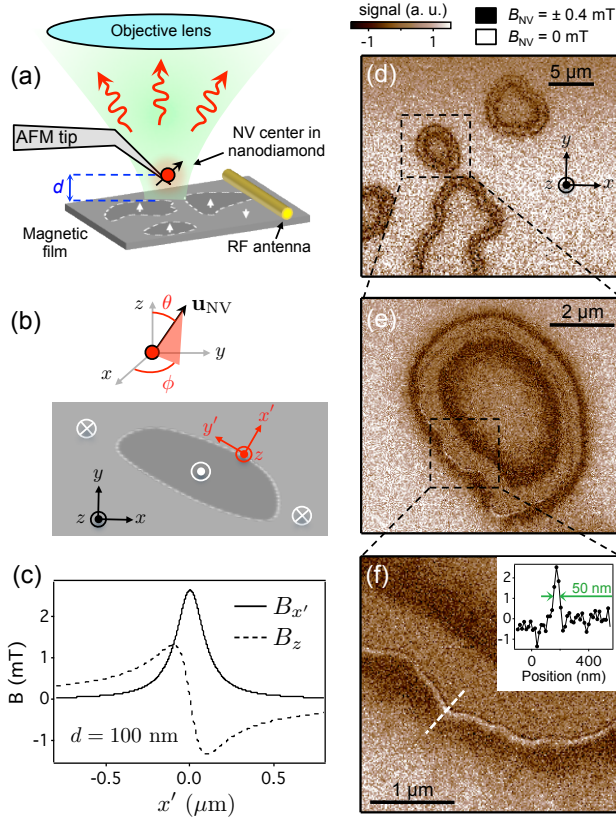 signal (a. u.)
-1
1
B_NV = ± 0.4 mT
B_NV = 0 mT
(a)
Objective lens
AFM tip
NV center in
nanodiamond
d
Magnetic
film
RF antenna
(b)
z
θ
u_NV
y
x
ϕ
y′
x′
z
y
z
x
(c)
B (mT)
2
1
0
-1
B_x′
B_z
d = 100 nm
-0.5
0.0
0.5
x′ (μm)
(d)
5 μm
y
z
x
(e)
2 μm
(f)
2
1
0
-1
50 nm
0
400
Position (nm)
1 μm